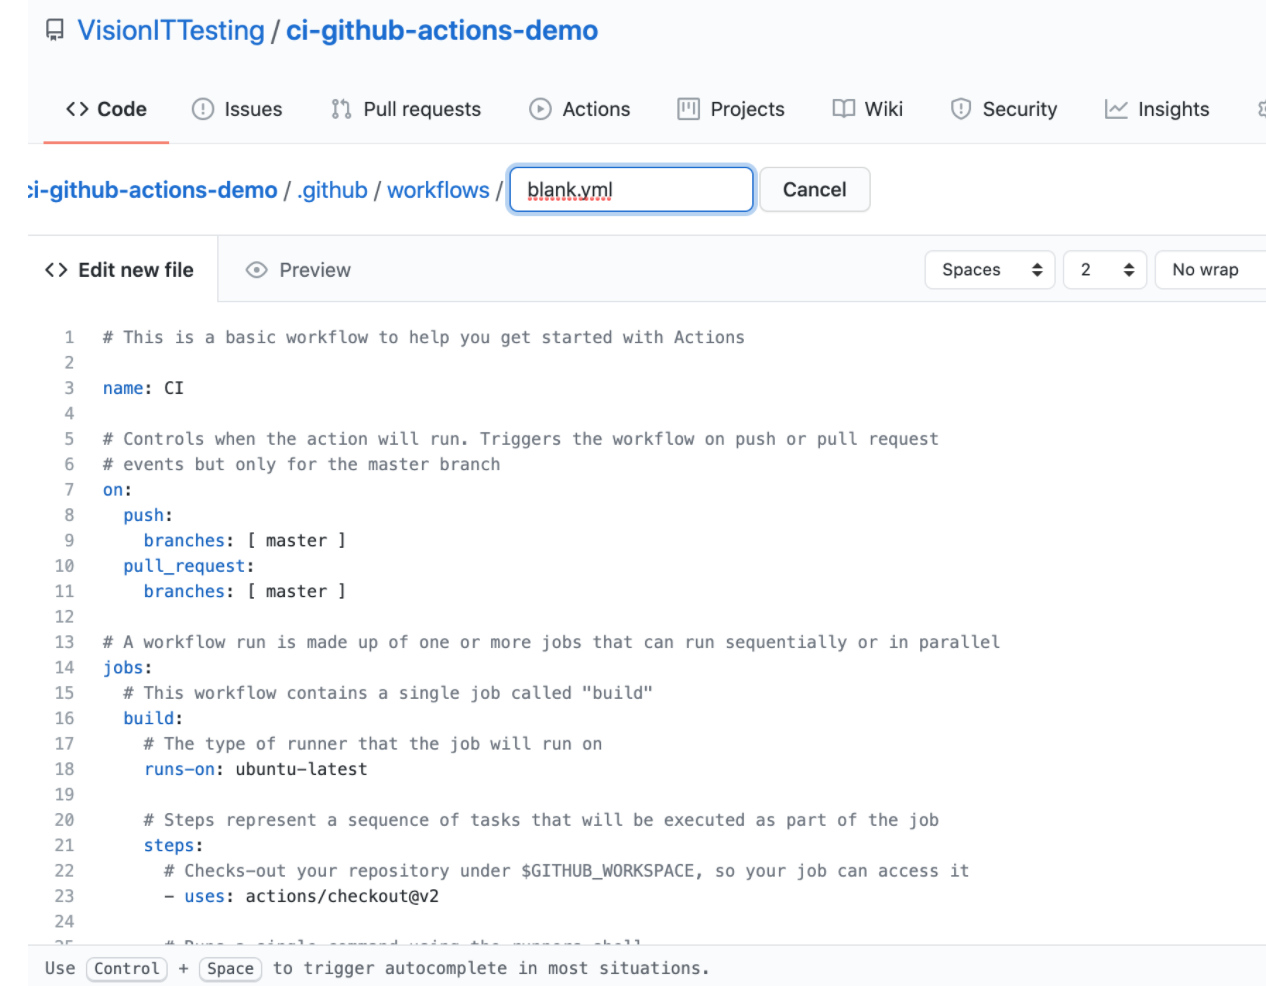 VisionITTesting / ci-github-actions-demo
Code Issues Pull requests Actions Projects Wiki Security Insights
ci-github-actions-demo / .github / workflows / blank.yml Cancel
Edit new file Preview Spaces 2 No wrap
1 # This is a basic workflow to help you get started with Actions
2
3 name: CI
4
5 # Controls when the action will run. Triggers the workflow on push or pull request
6 # events but only for the master branch
7 on:
8   push:
9     branches: [ master ]
10   pull_request:
11     branches: [ master ]
12
13 # A workflow run is made up of one or more jobs that can run sequentially or in parallel
14 jobs:
15   # This workflow contains a single job called "build"
16   build:
17     # The type of runner that the job will run on
18     runs-on: ubuntu-latest
19
20     # Steps represent a sequence of tasks that will be executed as part of the job
21     steps:
22       # Checks-out your repository under $GITHUB_WORKSPACE, so your job can access it
23       - uses: actions/checkout@v2
24
25       # Runs a single command using the runners shell
Use Control + Space to trigger autocomplete in most situations.